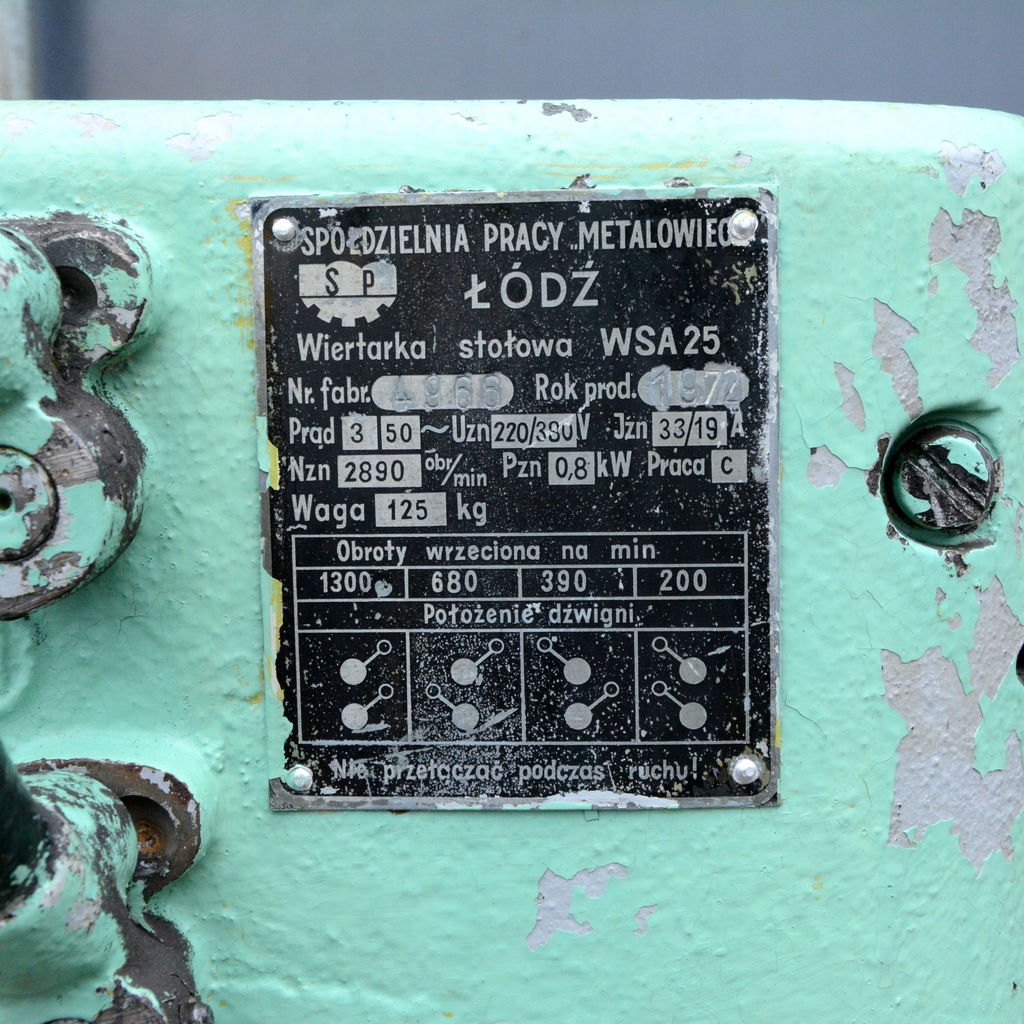 SPÓŁDZIELNIA PRACY METALOWIEC
SP ŁÓDŹ
Wiertarka stołowa WSA 25
Nr. fabr. 4966 Rok prod. 1972
Prąd 3 50 ~ Uzn 220/380 V Jzn 33/19 A
Nzn 2890 obr/min Pzn 0,8 kW Praca C
Waga 125 kg
Obroty wrzeciona na min
1300 680 390 200
Położenie dźwigni
Nie przełączać podczas ruchu!